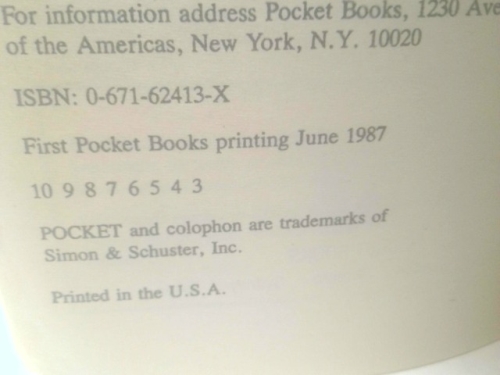 For information address Pocket Books, 1230 Ave
of the Americas, New York, N.Y. 10020
ISBN: 0-671-62413-X
First Pocket Books printing June 1987
10 9 8 7 6 5 4 3
POCKET and colophon are trademarks of
Simon & Schuster, Inc.
Printed in the U.S.A.